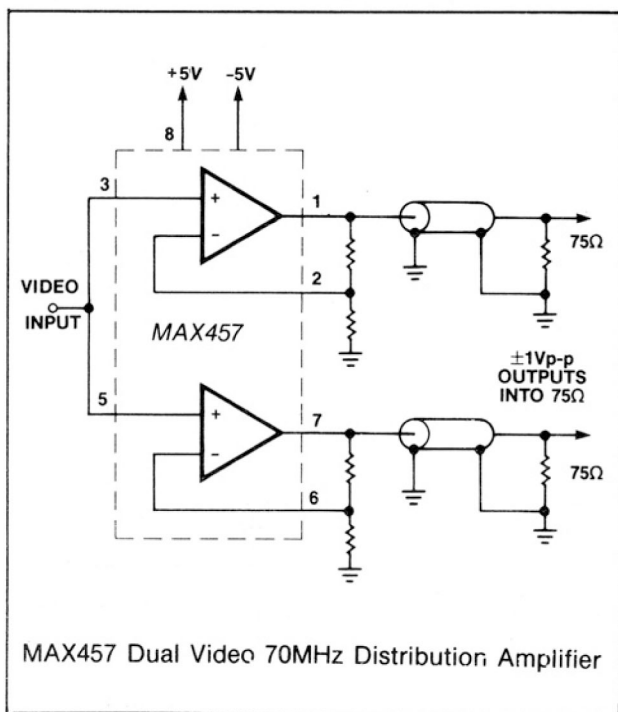 +5V
-5V
8
3
1
2
75Ω
VIDEO
INPUT
MAX457
±1Vp-p
OUTPUTS
INTO 75Ω
5
7
6
75Ω
MAX457 Dual Video 70MHz Distribution Amplifier